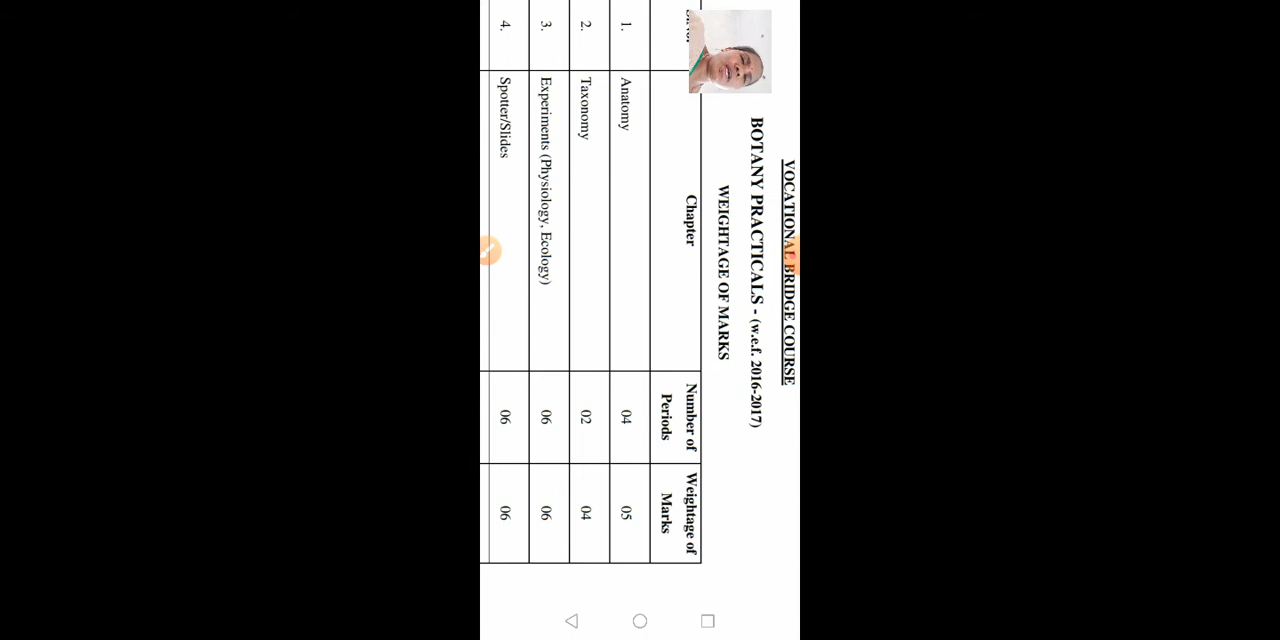 VOCATIONAL BRIDGE COURSE
BOTANY PRACTICALS - (w.e.f. 2016-2017)
WEIGHTAGE OF MARKS
Chapter Number of Periods Weightage of Marks
1. Anatomy 04 05
2. Taxonomy 02 04
3. Experiments (Physiology, Ecology) 06 06
4. Spotter/Slides 06 06